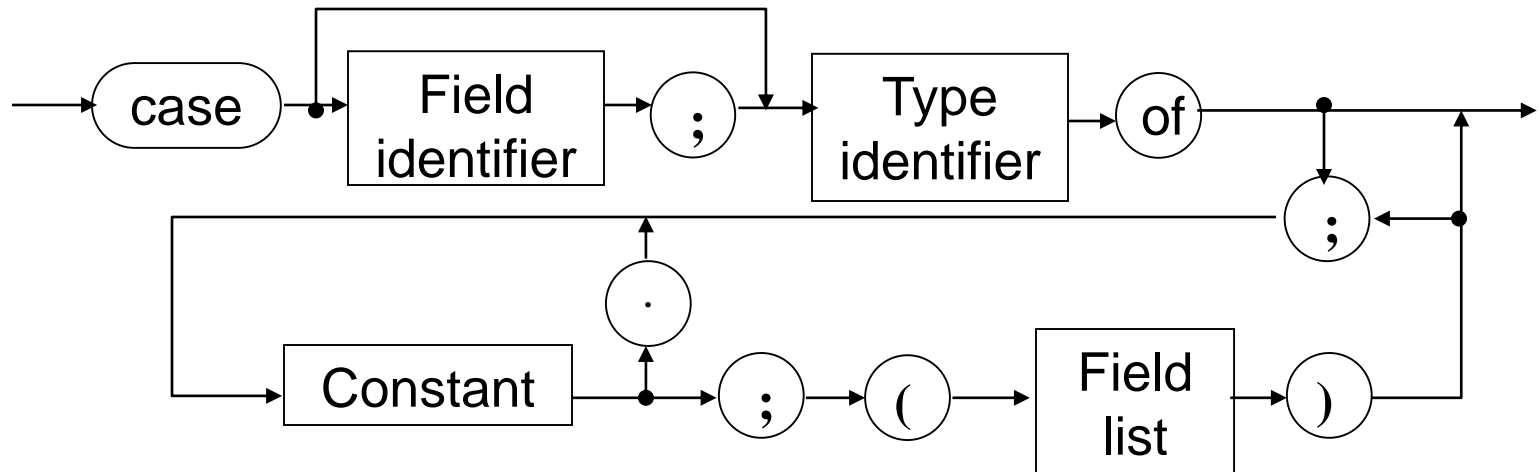 case
Field
identifier
;
Type
identifier
of
;
.
Constant
;
(
Field
list
)